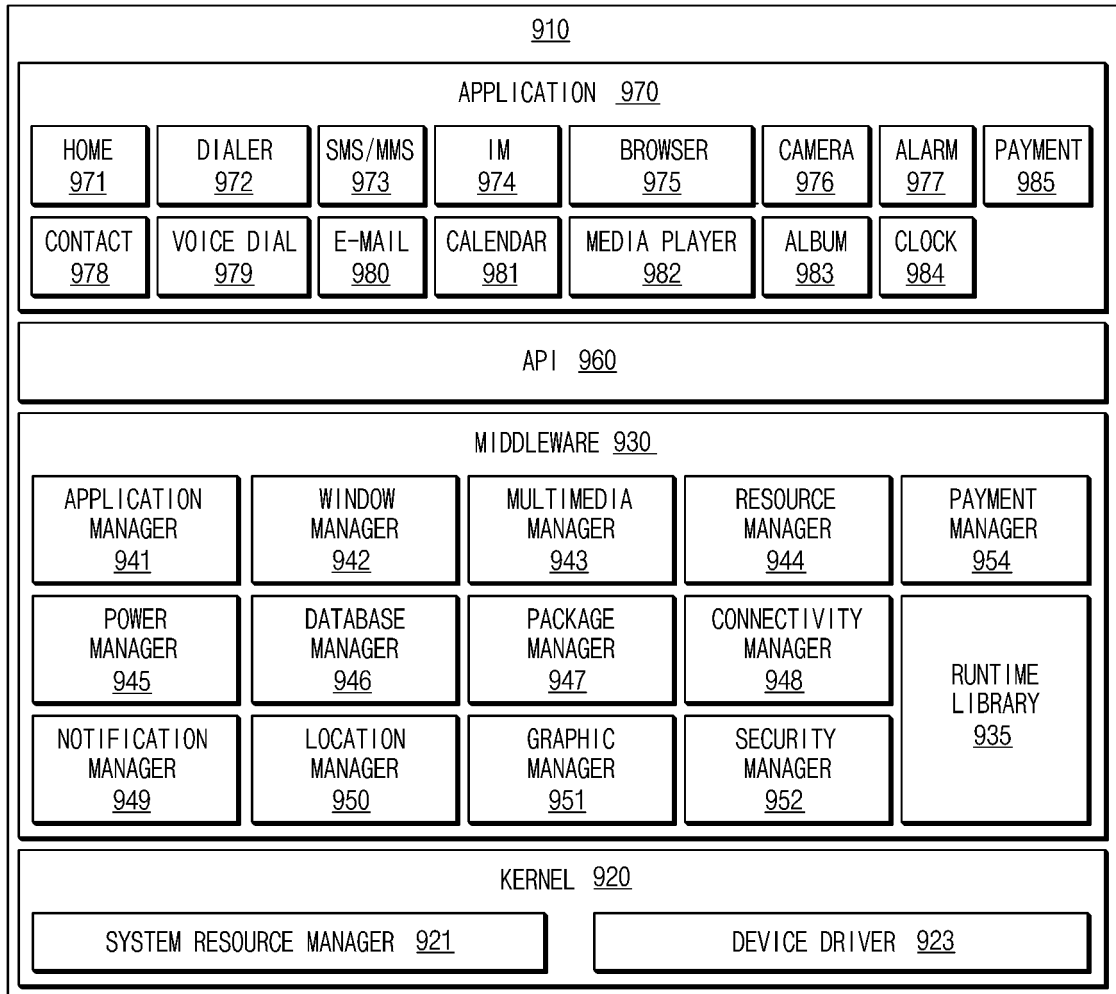 910
APPLICATION 970
HOME
971
DIALER
972
SMS/MMS
973
IM
974
BROWSER
975
CAMERA
976
ALARM
977
PAYMENT
985
CONTACT
978
VOICE DIAL
979
E-MAIL
980
CALENDAR
981
MEDIA PLAYER
982
ALBUM
983
CLOCK
984
API 960
MIDDLEWARE 930
APPLICATION
MANAGER
941
WINDOW
MANAGER
942
MULTIMEDIA
MANAGER
943
RESOURCE
MANAGER
944
PAYMENT
MANAGER
954
POWER
MANAGER
945
DATABASE
MANAGER
946
PACKAGE
MANAGER
947
CONNECTIVITY
MANAGER
948
RUNTIME
LIBRARY
935
NOTIFICATION
MANAGER
949
LOCATION
MANAGER
950
GRAPHIC
MANAGER
951
SECURITY
MANAGER
952
KERNEL 920
SYSTEM RESOURCE MANAGER 921
DEVICE DRIVER 923